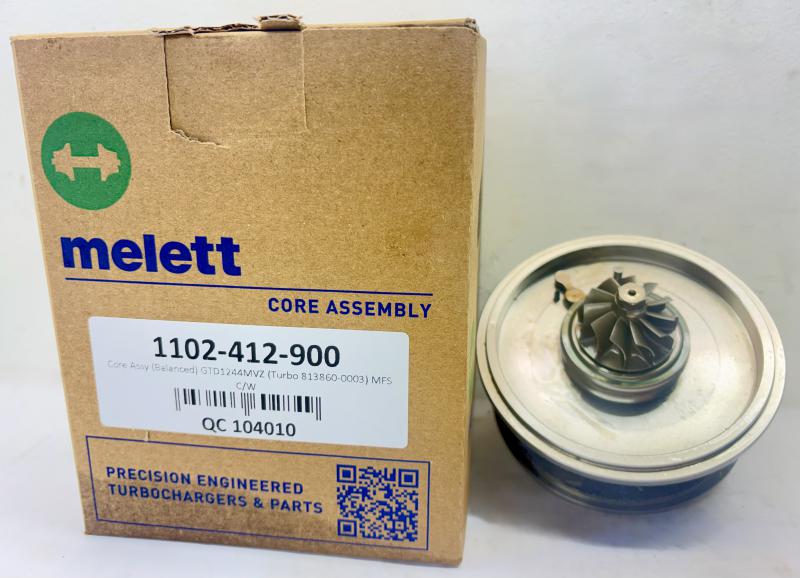 melett
CORE ASSEMBLY
1102-412-900
Core Assy (Balanced) GTD1244MVZ (Turbo 813860-0003) MFS
C/W
QC 104010
PRECISION ENGINEERED
TURBOCHARGERS & PARTS